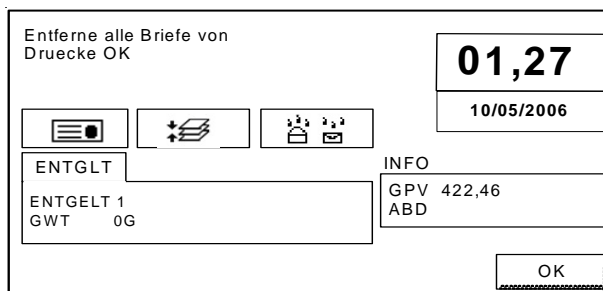 Entferne alle Briefe von
Druecke OK
01,27
10/05/2006
ENTGLT
ENTGELT 1
GWT 0G
INFO
GPV 422,46
ABD
OK